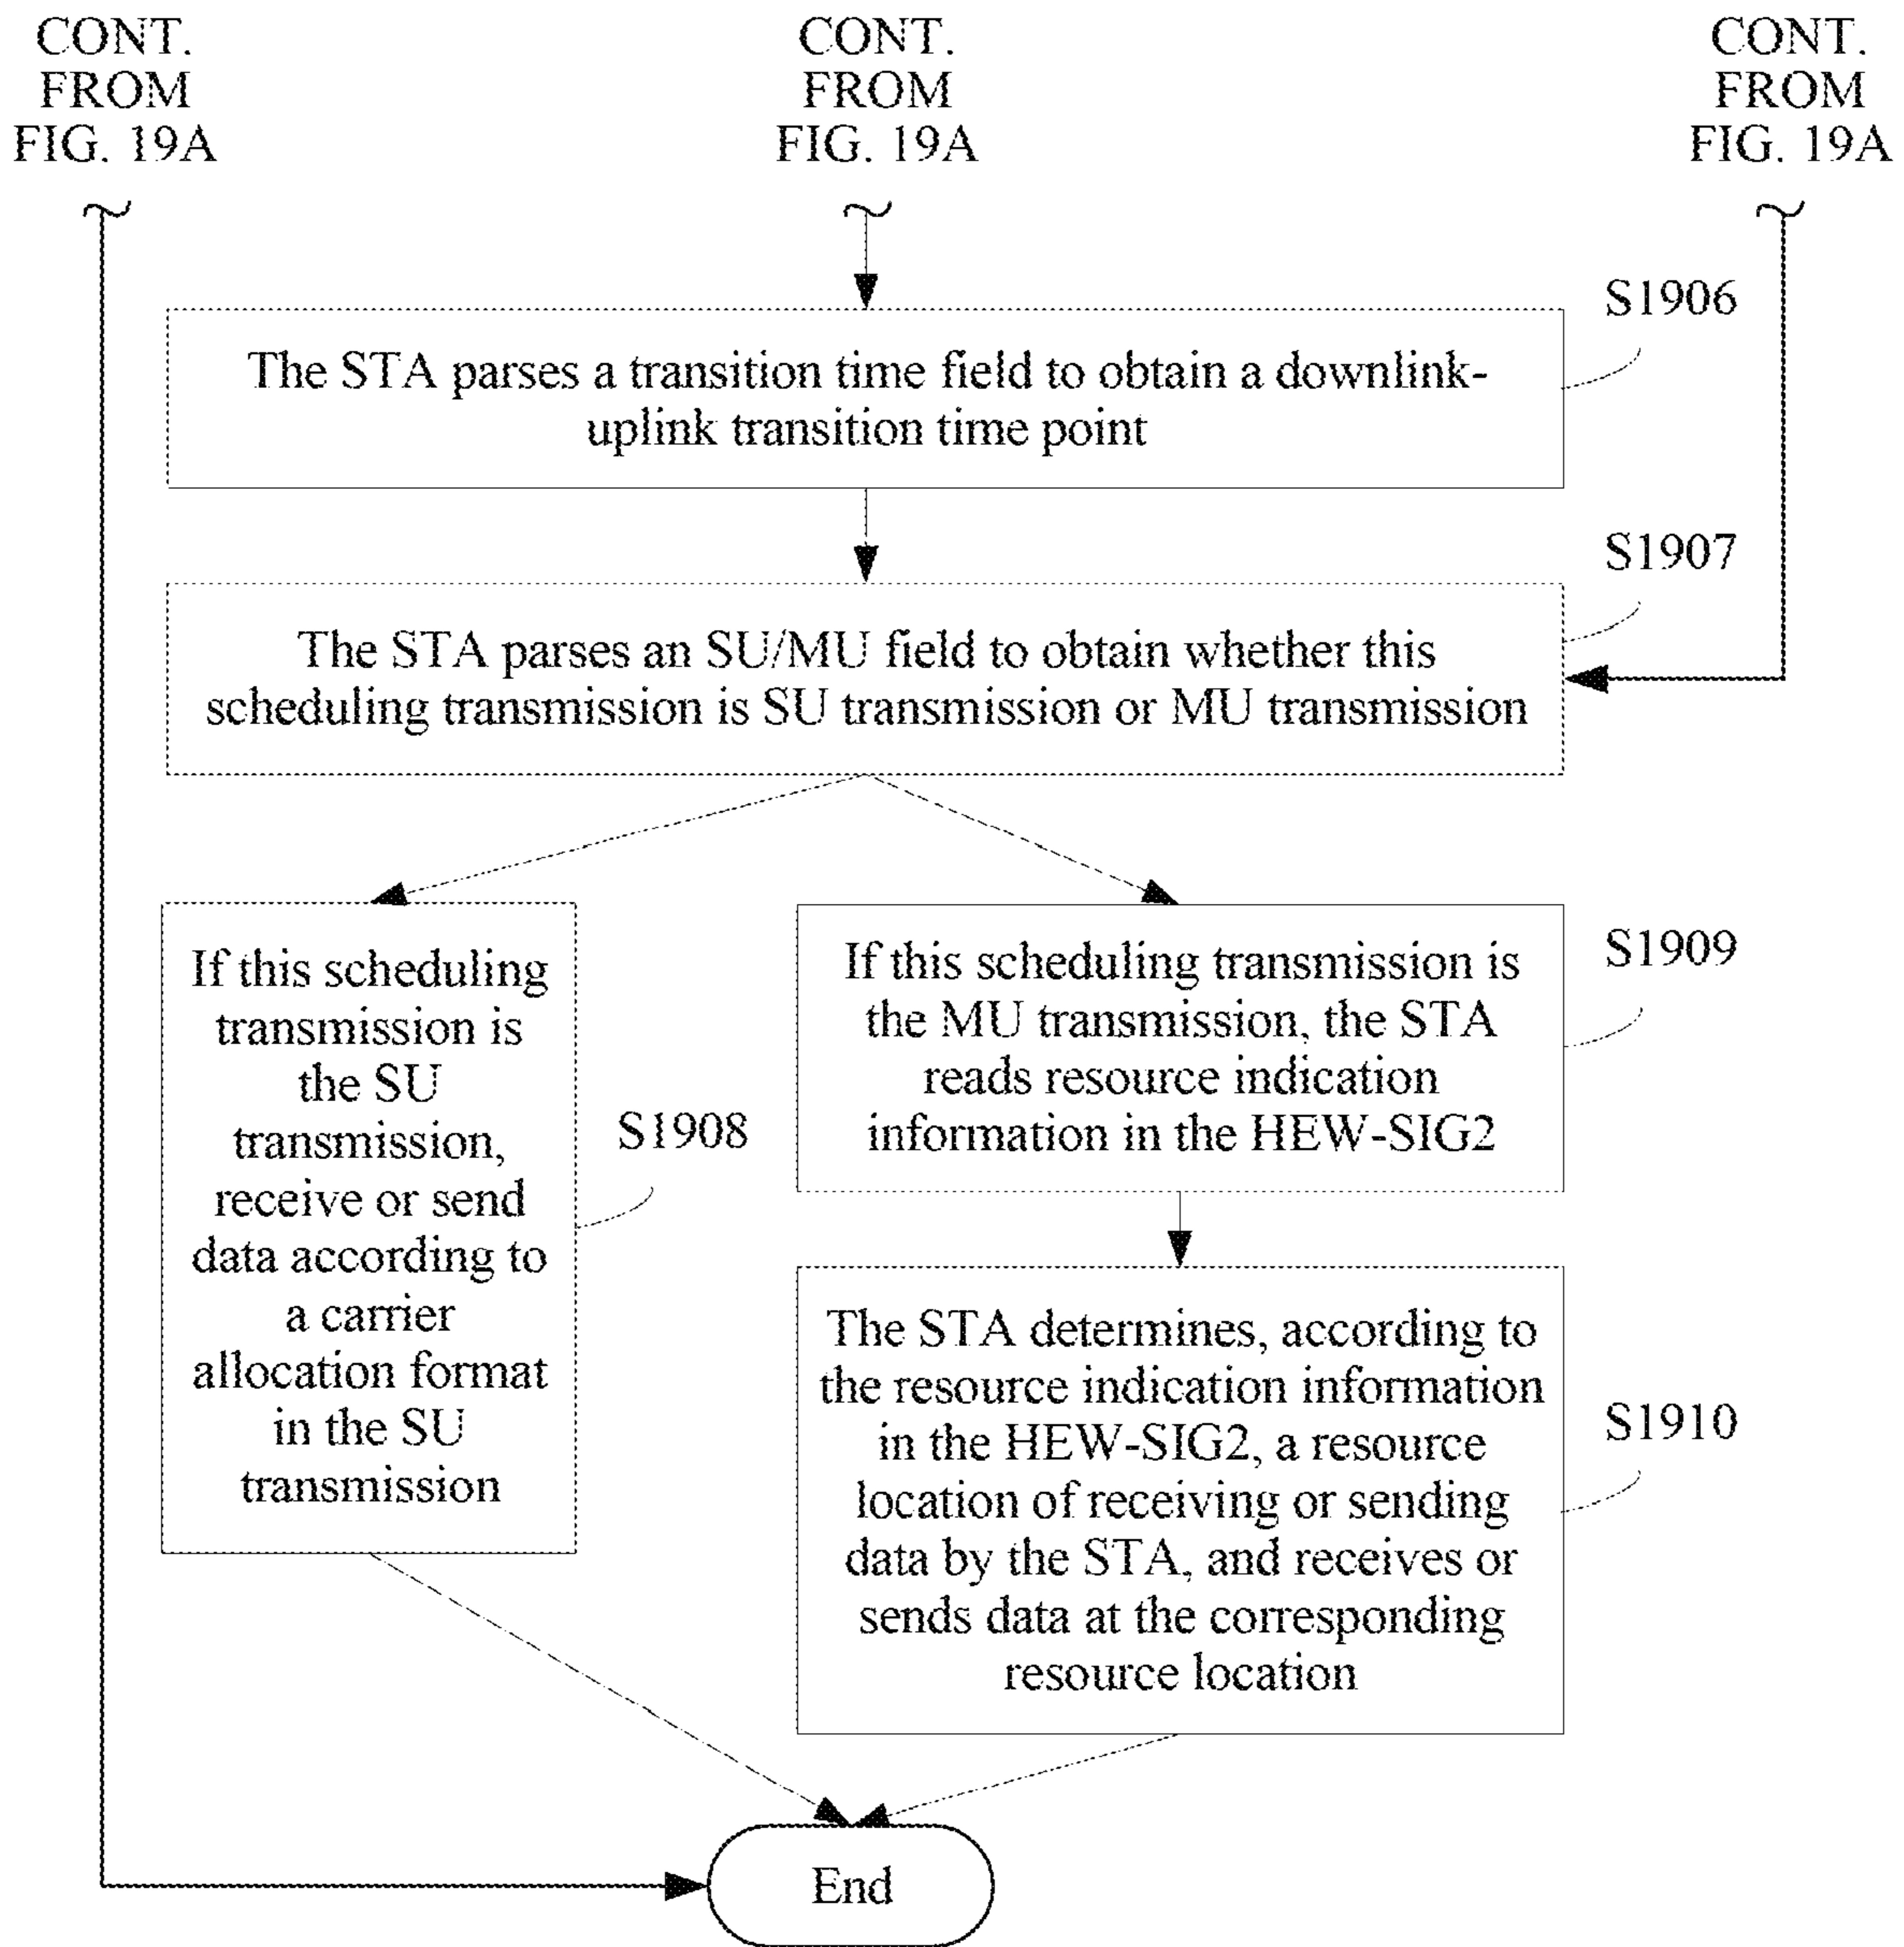 CONT.
FROM
FIG. 19A
CONT.
FROM
FIG. 19A
CONT.
FROM
FIG. 19A
S1906
The STA parses a transition time field to obtain a downlink-
uplink transition time point
S1907
The STA parses an SU/MU field to obtain whether this
scheduling transmission is SU transmission or MU transmission
If this scheduling
transmission is
the SU
transmission,
receive or send
data according to
a carrier
allocation format
in the SU
transmission
S1908
If this scheduling transmission is
the MU transmission, the STA
reads resource indication
information in the HEW-SIG2
S1909
The STA determines, according to
the resource indication information
in the HEW-SIG2, a resource
location of receiving or sending
data by the STA, and receives or
sends data at the corresponding
resource location
S1910
End